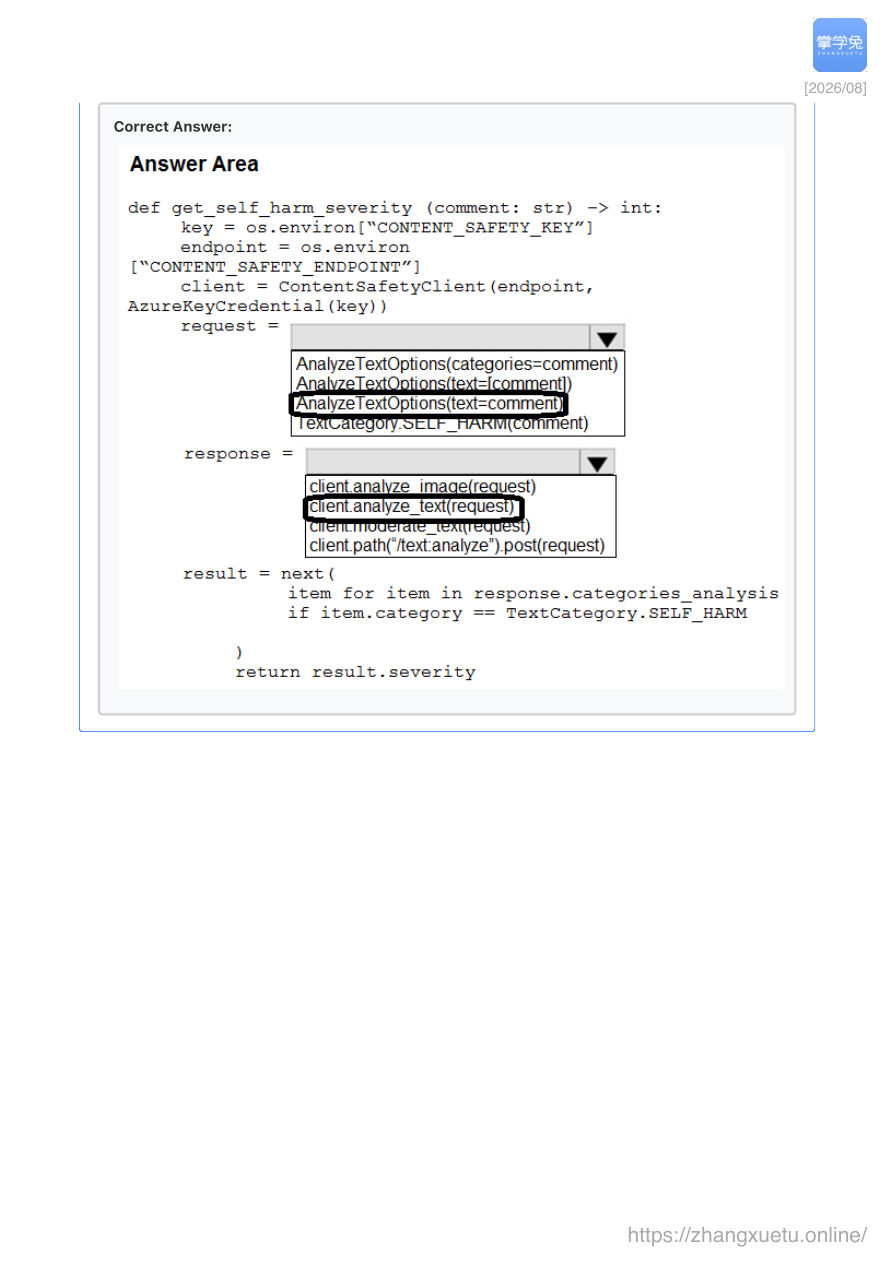 掌学兔
ZHANGXUETU
[2026/08]
Correct Answer:
Answer Area
def get_self_harm_severity (comment: str) -> int:
key = os.environ[“CONTENT_SAFETY_KEY”]
endpoint = os.environ
[“CONTENT_SAFETY_ENDPOINT”]
client = ContentSafetyClient(endpoint,
AzureKeyCredential(key))
request =
AnalyzeTextOptions(categories=comment)
AnalyzeTextOptions(text=[comment])
AnalyzeTextOptions(text=comment)
TextCategory.SELF_HARM(comment)
response =
client.analyze_image(request)
client.analyze_text(request)
client.moderate_text(request)
client.path(“/text:analyze”).post(request)
result = next(
item for item in response.categories_analysis
if item.category == TextCategory.SELF_HARM
)
return result.severity
https://zhangxuetu.online/